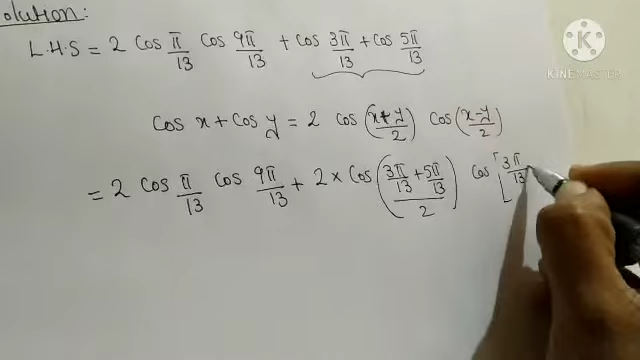 Solution:
L.H.S = 2 Cos π/13 Cos 9π/13 + Cos 3π/13 + Cos 5π/13
KINEMASTER
Cos x + Cos y = 2 Cos (x+y/2) Cos (x-y/2)
= 2 Cos π/13 Cos 9π/13 + 2 × Cos (3π/13 + 5π/13 / 2) Cos [3π/13